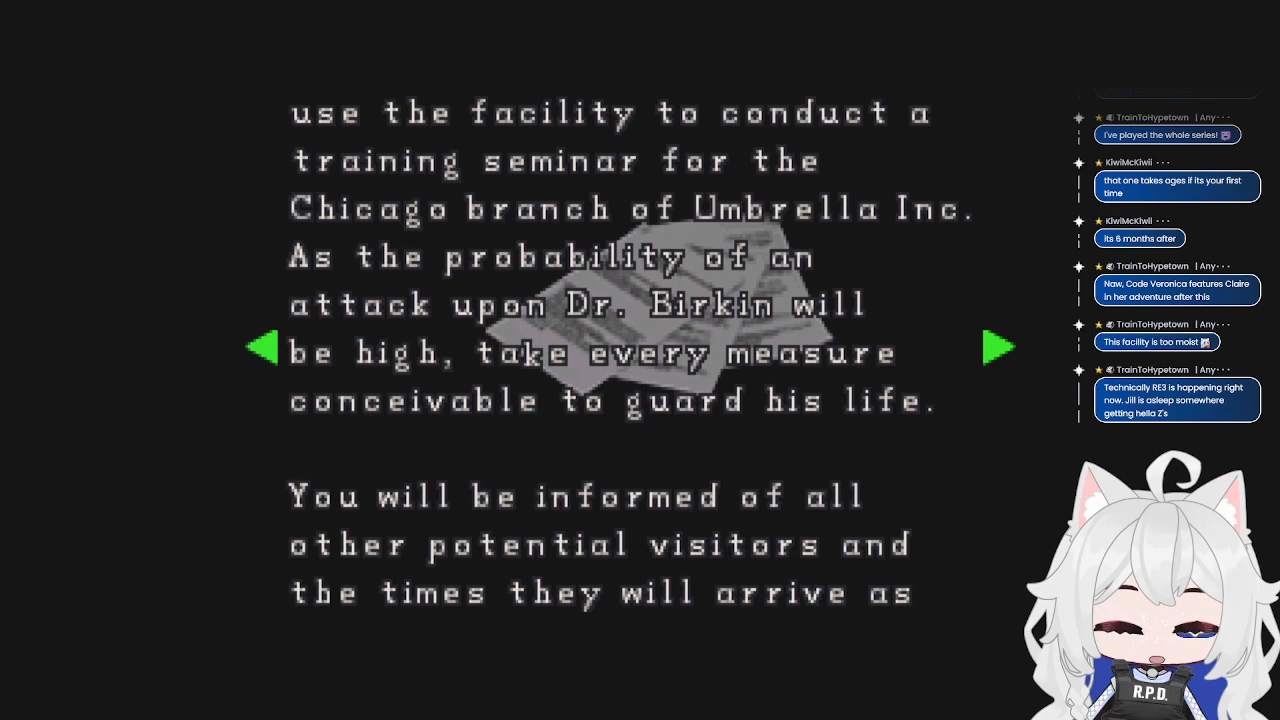 use the facility to conduct a
training seminar for the
Chicago branch of Umbrella Inc.
As the probability of an
attack upon Dr. Birkin will
be high, take every measure
conceivable to guard his life.
You will be informed of all
other potential visitors and
the times they will arrive as
TrainToHypetown | Any···
I've played the whole series!
KiwiMcKiwii ···
that one takes ages if its your first
time
KiwiMcKiwii ···
its 6 months after
TrainToHypetown | Any···
Naw, Code Veronica features Claire
in her adventure after this
TrainToHypetown | Any···
This facility is too moist
TrainToHypetown | Any···
Technically RE3 is happening right
now. Jill is asleep somewhere
getting hella Z's
R.P.D.